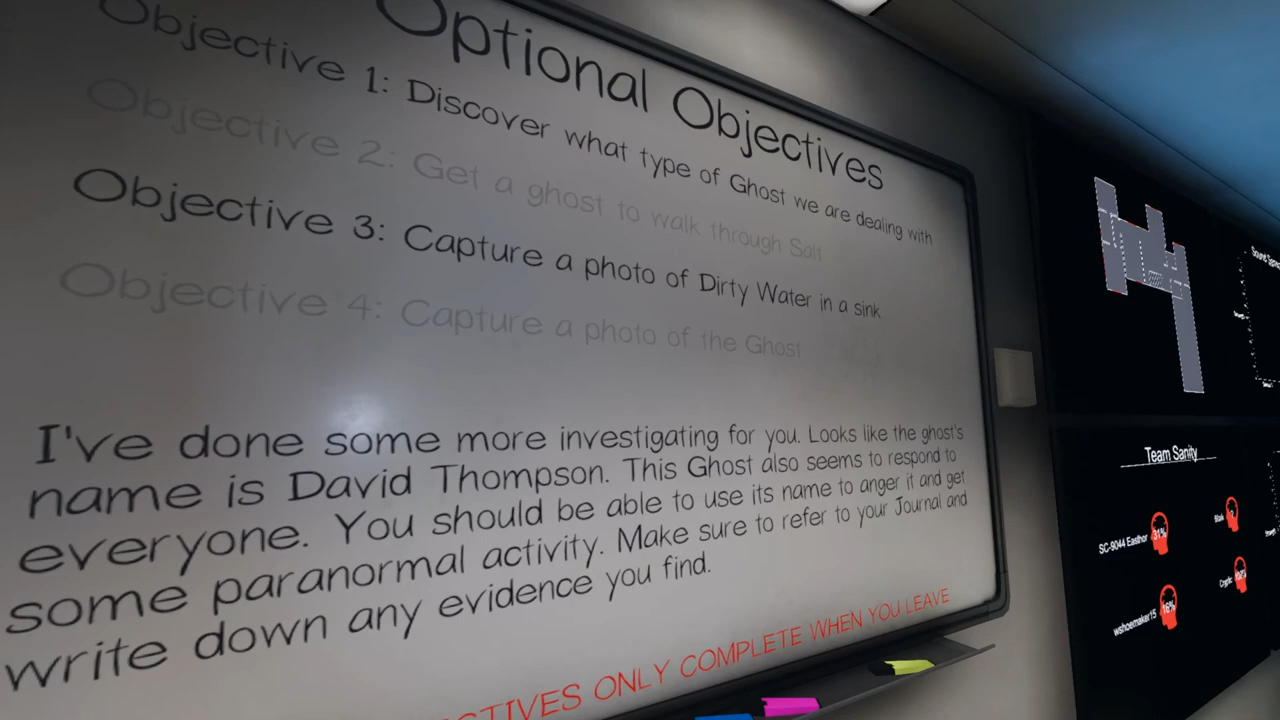 Optional Objectives
Objective 1: Discover what type of Ghost we are dealing with
Objective 2: Get a ghost to walk through Salt
Objective 3: Capture a photo of Dirty Water in a sink
Objective 4: Capture a photo of the Ghost
I've done some more investigating for you. Looks like the ghost's
name is David Thompson. This Ghost also seems to respond to
everyone. You should be able to use its name to anger it and get
some paranormal activity. Make sure to refer to your Journal and
write down any evidence you find.
CTIVES ONLY COMPLETE WHEN YOU LEAVE
Team Sanity
SC-9044 Easthor 31%
wshoemaker15 16%